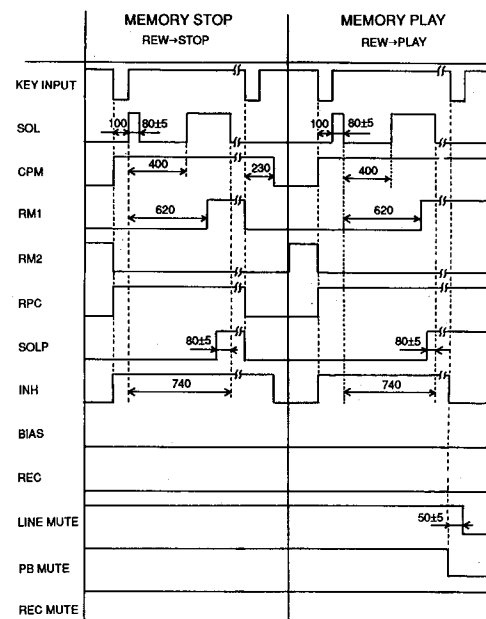 MEMORY STOP MEMORY PLAY
REW→STOP REW→PLAY
KEY INPUT
100 80±5 100 80±5
SOL
400 230 400
CPM
620 620
RM1
RM2
RPC
80±5 80±5
SOLP
740 740
INH
BIAS
REC
LINE MUTE 50±5
PB MUTE
REC MUTE